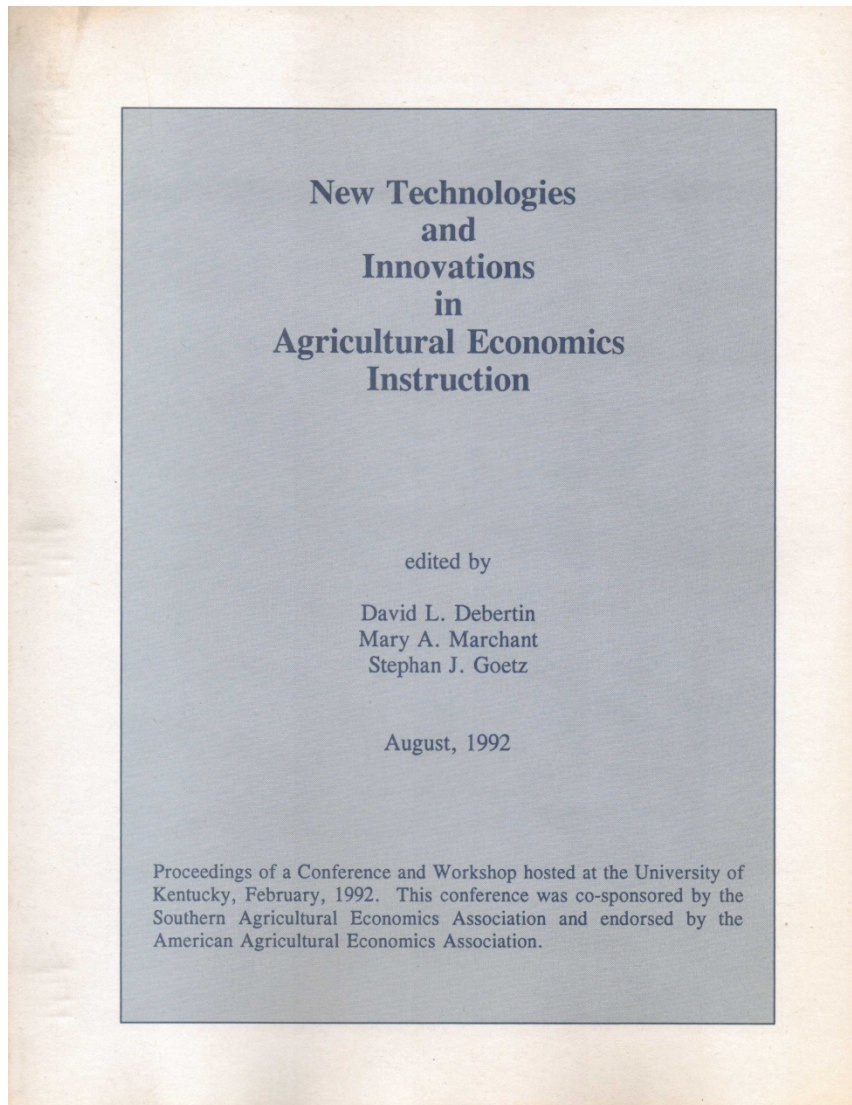 New Technologies
and
Innovations
in
Agricultural Economics
Instruction
edited by
David L. Debertin
Mary A. Marchant
Stephan J. Goetz
August, 1992
Proceedings of a Conference and Workshop hosted at the University of
Kentucky, February, 1992.  This conference was co-sponsored by the
Southern Agricultural Economics Association and endorsed by the
American Agricultural Economics Association.